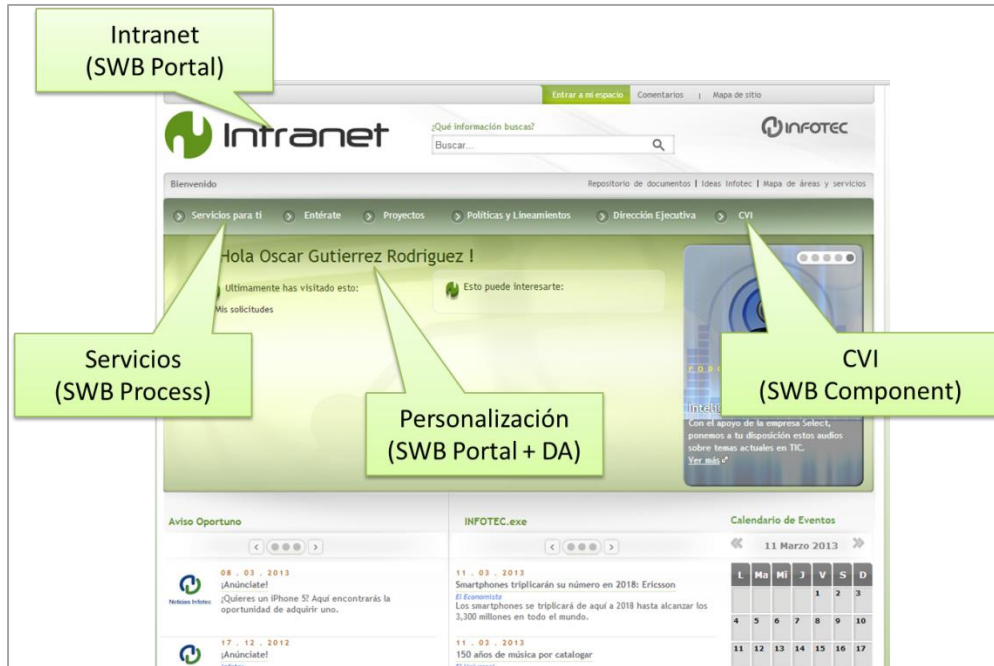 Intranet
(SWB Portal)
Entrar a mi espacio Comentarios | Mapa de sitio
Intranet
¿Qué información buscas?
Buscar...
INFOTEC
Bienvenido
Repositorio de documentos | Ideas Infotec | Mapa de áreas y servicios
Servicios para ti Entérate Proyectos Políticas y Lineamientos Dirección Ejecutiva CVI
Hola Oscar Gutierrez Rodriguez !
Ultimamente has visitado esto:
Esto puede interesarte:
Mis solicitudes
Servicios
(SWB Process)
Personalización
(SWB Portal + DA)
CVI
(SWB Component)
Con el apoyo de la empresa Select,
ponemos a tu disposición estos audios
sobre temas actuales en TIC.
Ver más
Aviso Oportuno
INFOTEC.exe
Calendario de Eventos
11 Marzo 2013
L Ma Mi J V S D
1 2 3
4 5 6 7 8 9 10
11 12 13 14 15 16 17
08 . 03 . 2013
¡Anúnciate!
¿Quieres un iPhone 5? Aquí encontrarás la
oportunidad de adquirir uno.
Noticias Infotec
17 . 12 . 2012
¡Anúnciate!
11 . 03 . 2013
Smartphones triplicarán su número en 2018: Ericsson
El Economista
Los smartphones se triplicará de aquí a 2018 hasta alcanzar los
3,300 millones en todo el mundo.
11 . 03 . 2013
150 años de música por catalogar